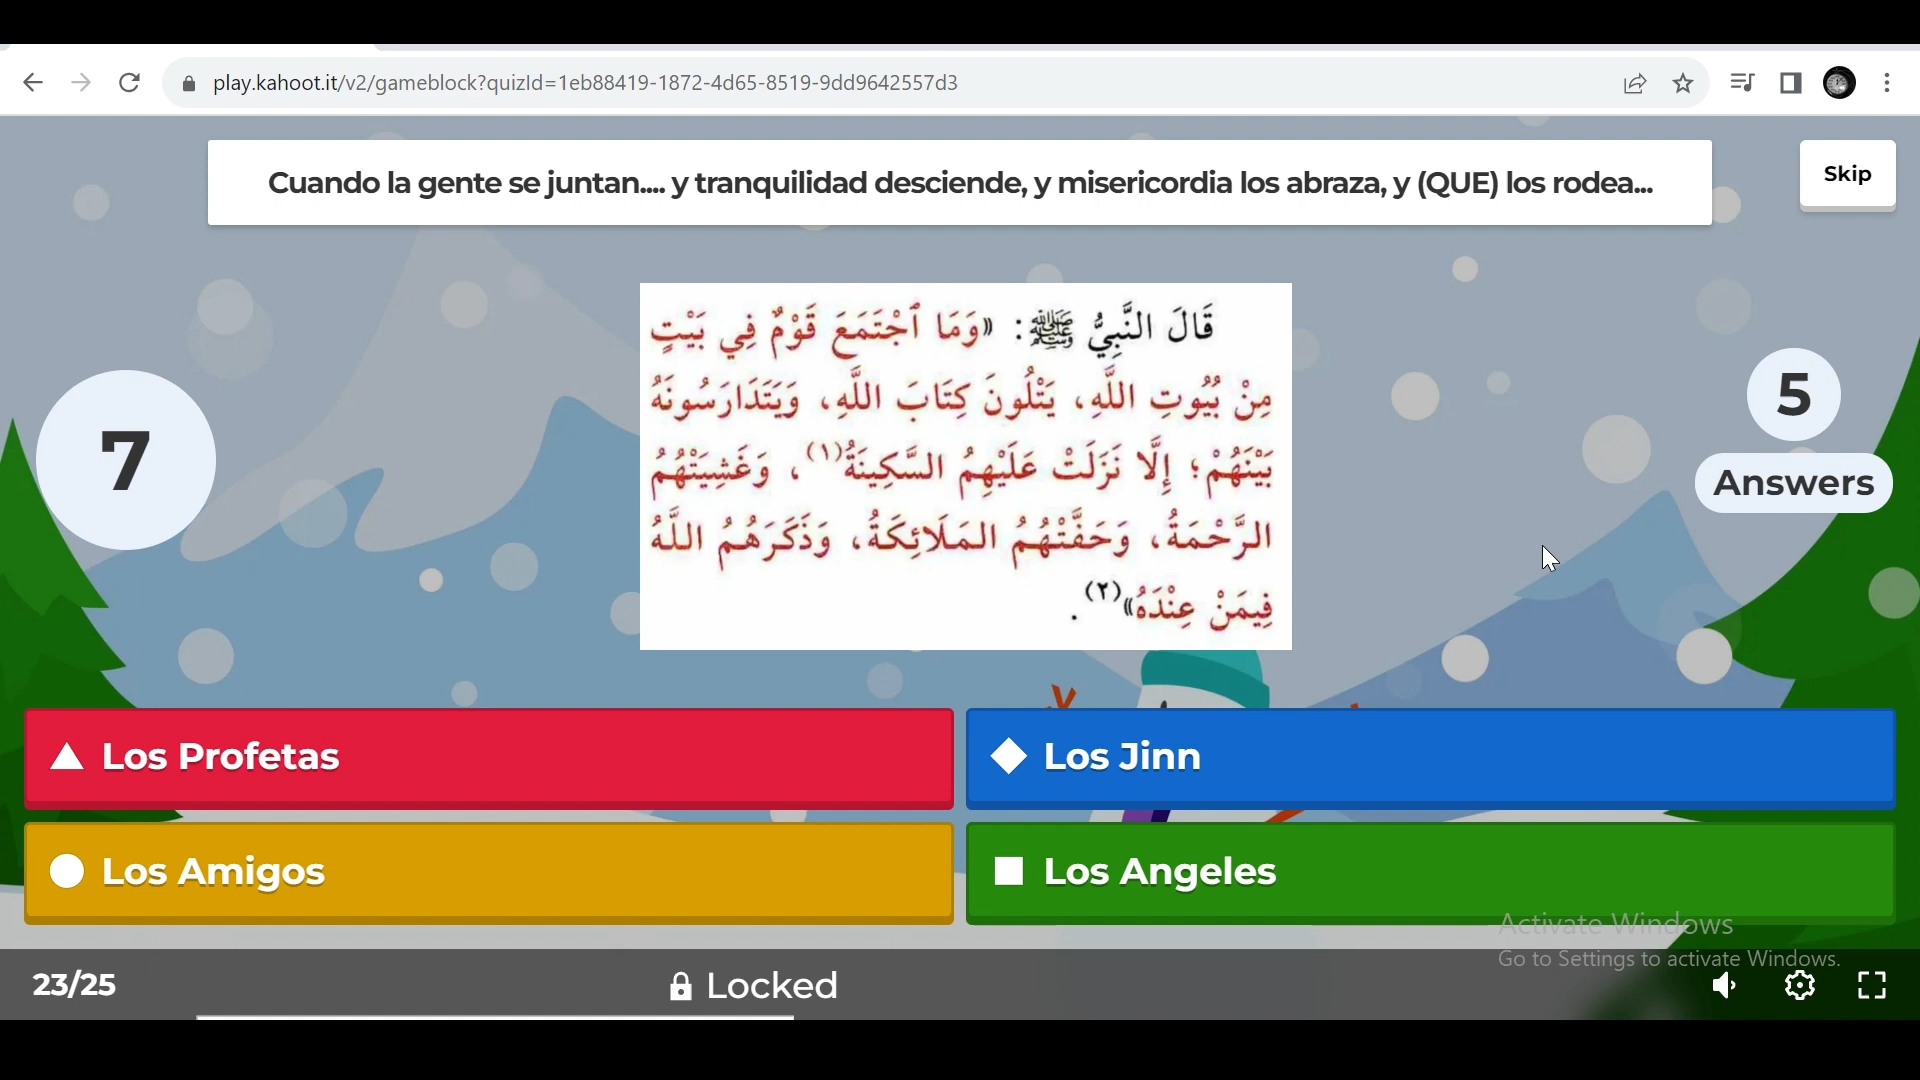 play.kahoot.it/v2/gameblock?quizId=1eb88419-1872-4d65-8519-9dd9642557d3
Cuando la gente se juntan.... y tranquilidad desciende, y misericordia los abraza, y (QUE) los rodea...
Skip
قَالَ النَّبِيُّ ﷺ: «وَمَا ٱجْتَمَعَ قَوْمٌ فِي بَيْتٍ
مِنْ بُيُوتِ اللَّهِ، يَتْلُونَ كِتَابَ اللَّهِ، وَيَتَدَارَسُونَهُ
بَيْنَهُمْ؛ إِلَّا نَزَلَتْ عَلَيْهِمُ السَّكِينَةُ(١)، وَغَشِيَتْهُمُ
الرَّحْمَةُ، وَحَفَّتْهُمُ المَلَائِكَةُ، وَذَكَرَهُمُ اللَّهُ
فِيمَنْ عِنْدَهُ»(٢).
7
5
Answers
Los Profetas
Los Jinn
Los Amigos
Los Angeles
Activate Windows
Go to Settings to activate Windows.
23/25
Locked